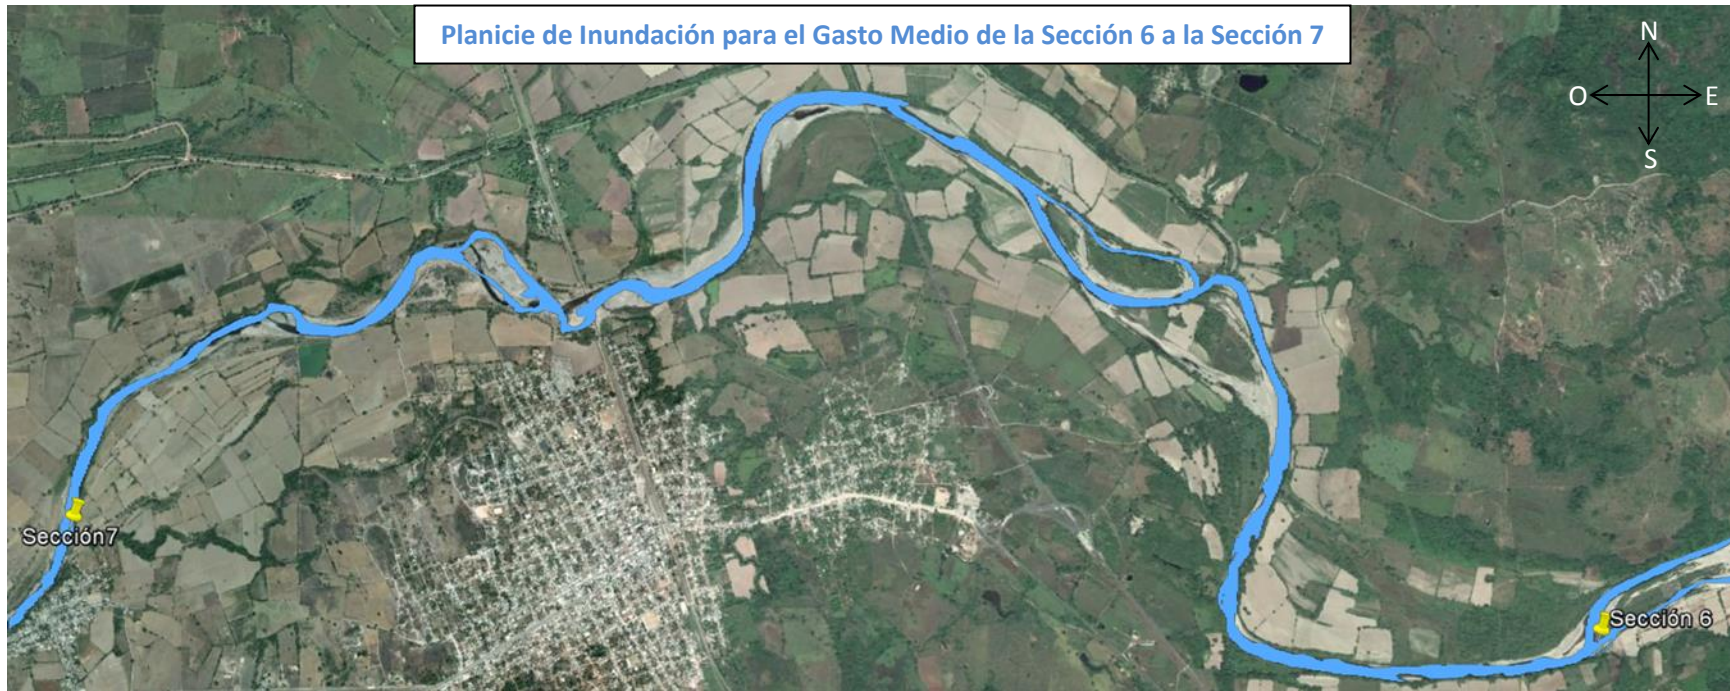 Planicie de Inundación para el Gasto Medio de la Sección 6 a la Sección 7
N
O E
S
Sección7
Sección 6